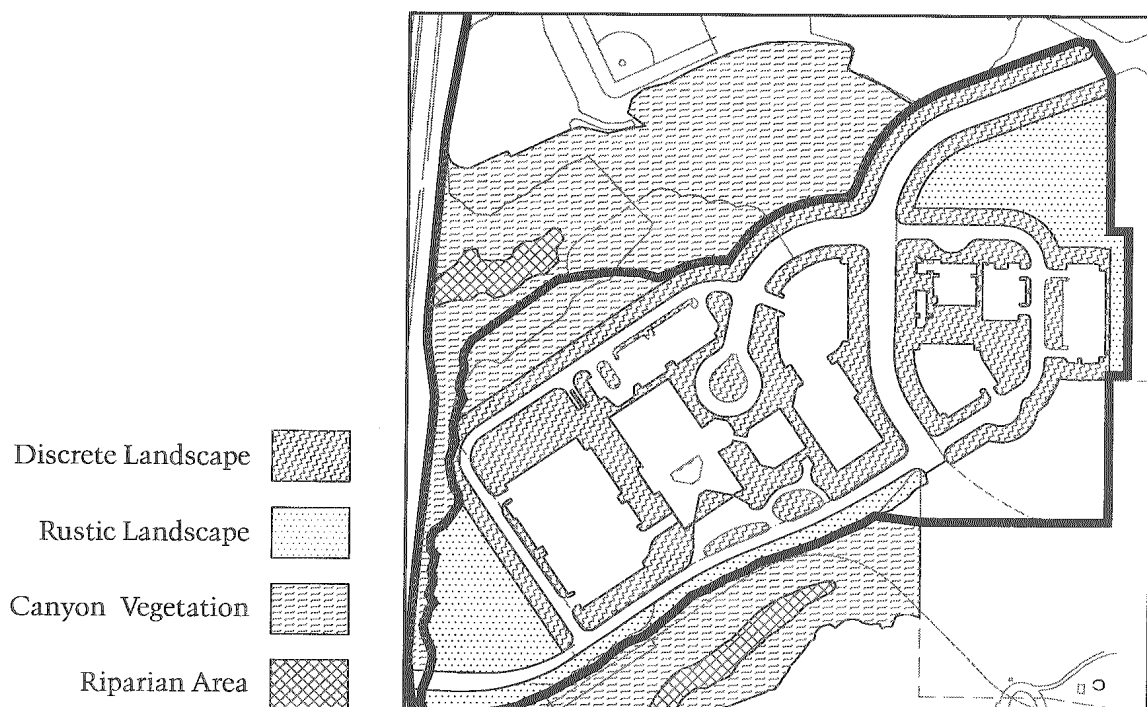 Discrete Landscape
Rustic Landscape
Canyon Vegetation
Riparian Area